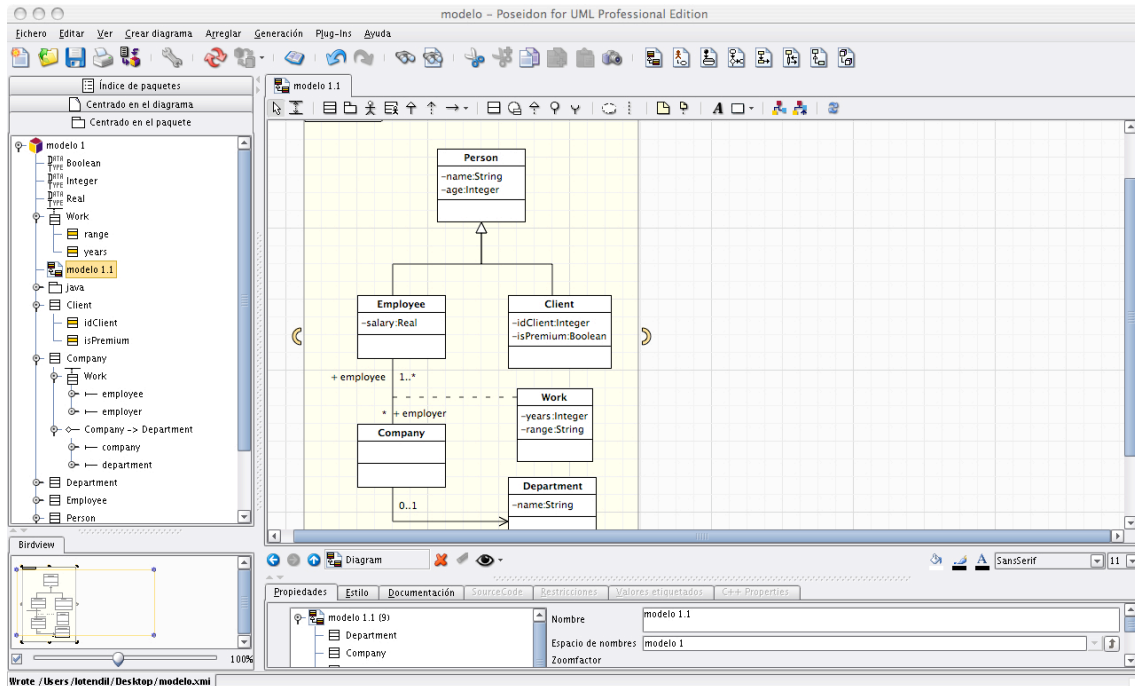 modelo – Poseidon for UML Professional Edition
Fichero Editar Ver Crear diagrama Arreglar Generación Plug-Ins Ayuda
Índice de paquetes
Centrado en el diagrama
Centrado en el paquete
modelo 1
DATA TYPE Boolean
DATA TYPE Integer
DATA TYPE Real
Work
range
years
modelo 1.1
java
Client
idClient
isPremium
Company
Work
employee
employer
Company -> Department
company
department
Department
Employee
Person
Birdview
100%
modelo 1.1
A
Person
-name:String
-age:Integer
Employee
-salary:Real
Client
-idClient:Integer
-isPremium:Boolean
+ employee 1..*
* + employer
Work
-years:Integer
-range:String
Company
0..1
Department
-name:String
Diagram
A SansSerif 11
Propiedades Estilo Documentación SourceCode Restricciones Valores etiquetados C++ Properties
modelo 1.1 (9)
Department
Company
Nombre modelo 1.1
Espacio de nombres modelo 1
Zoomfactor
Wrote /Users/lotendil/Desktop/modelo.xmi